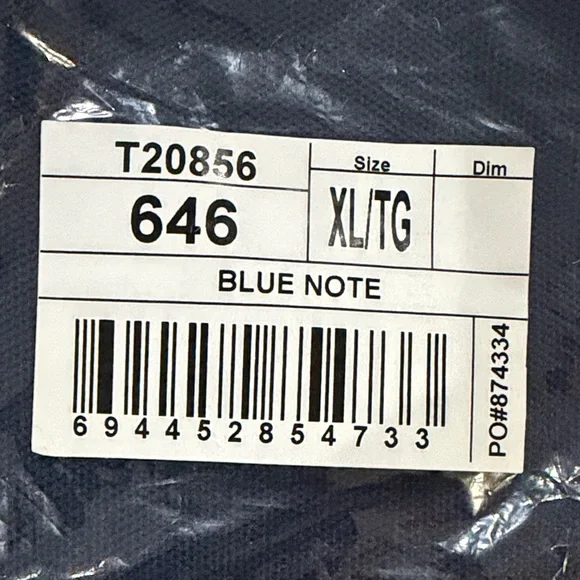 T20856
Size
Dim
646
XL/TG
BLUE NOTE
694452854733
PO#874334